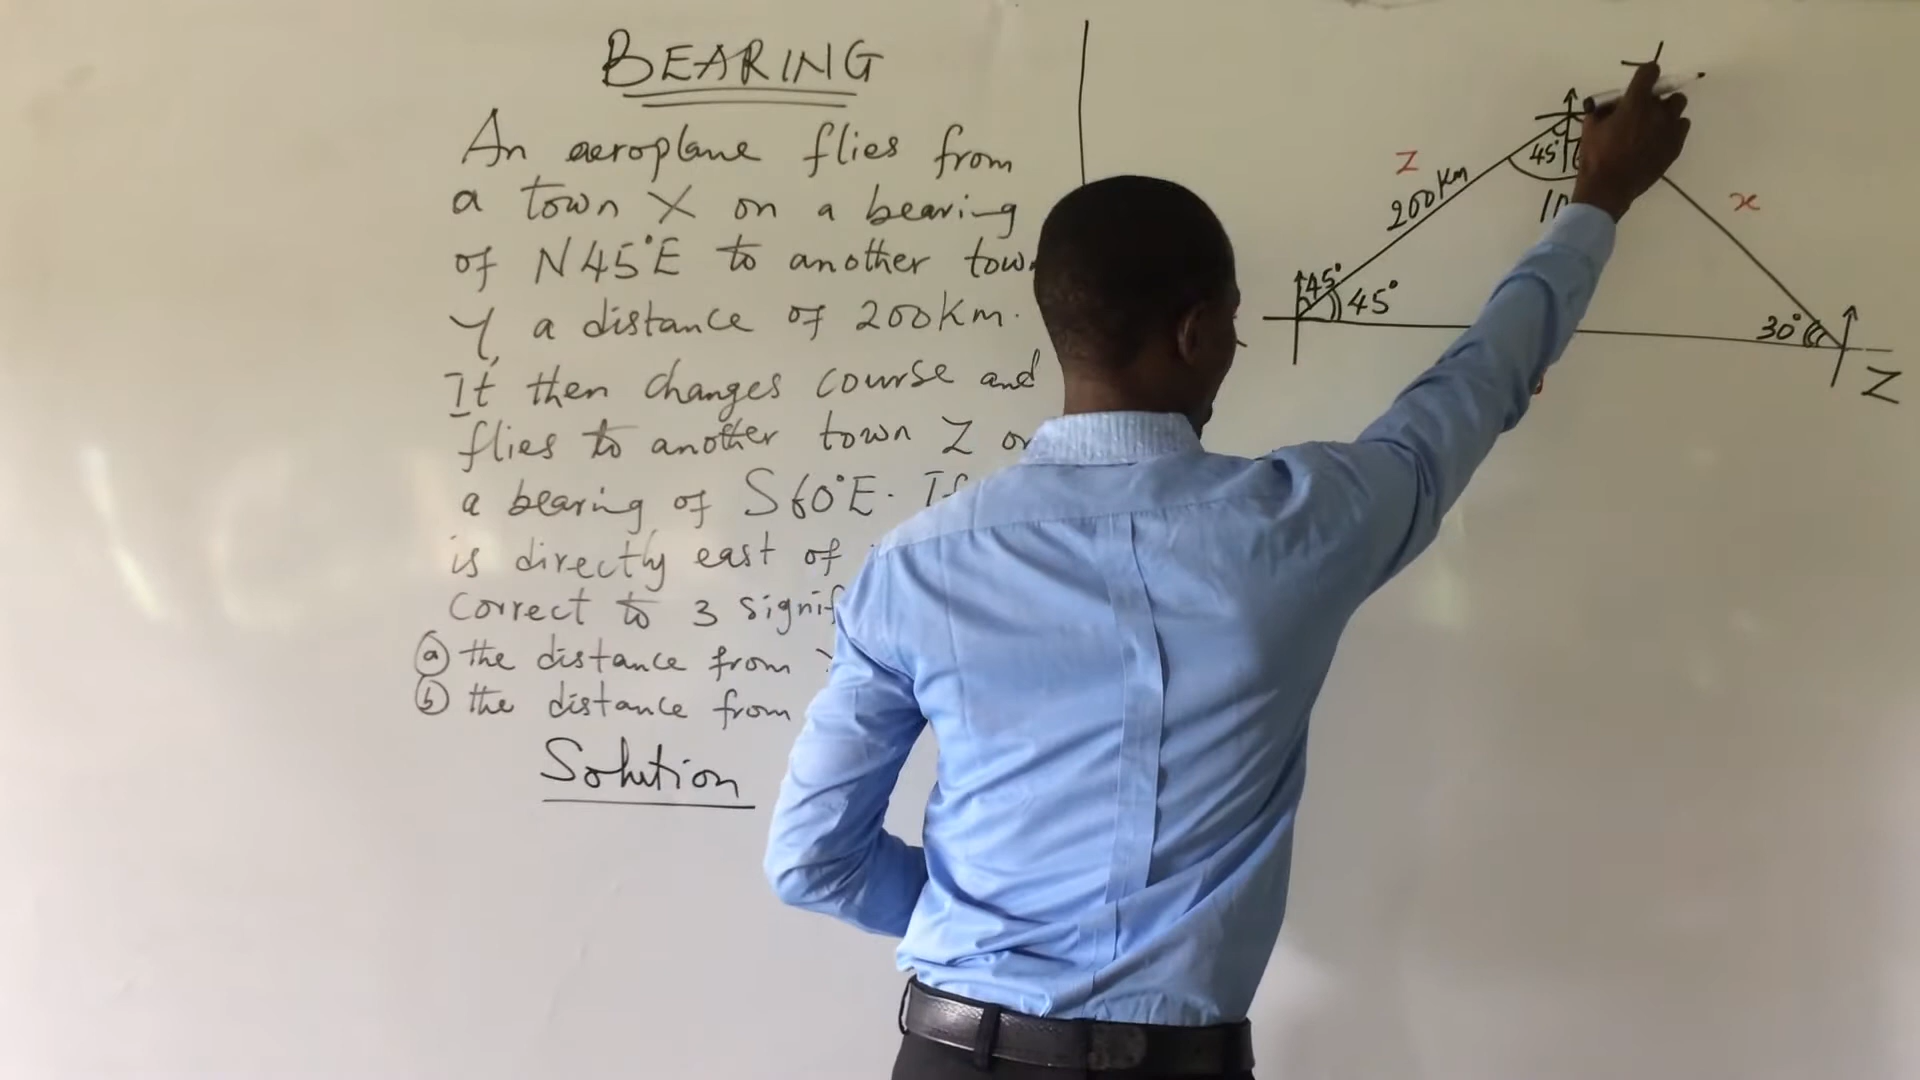 BEARING
An aeroplane flies from
a town X on a bearing
of N45°E to another town
Y, a distance of 200km.
It then changes course and
flies to another town Z
a bearing of S60°E. If
is directly east of
Correct to 3
a the distance from
b the distance from
Solution
Z
200km
45°
45°
45°
x
30°
Z